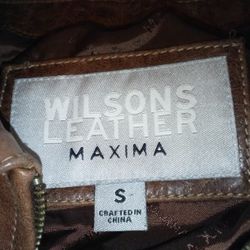 WILSONS
LEATHER
MAXIMA
S
CRAFTED IN
CHINA